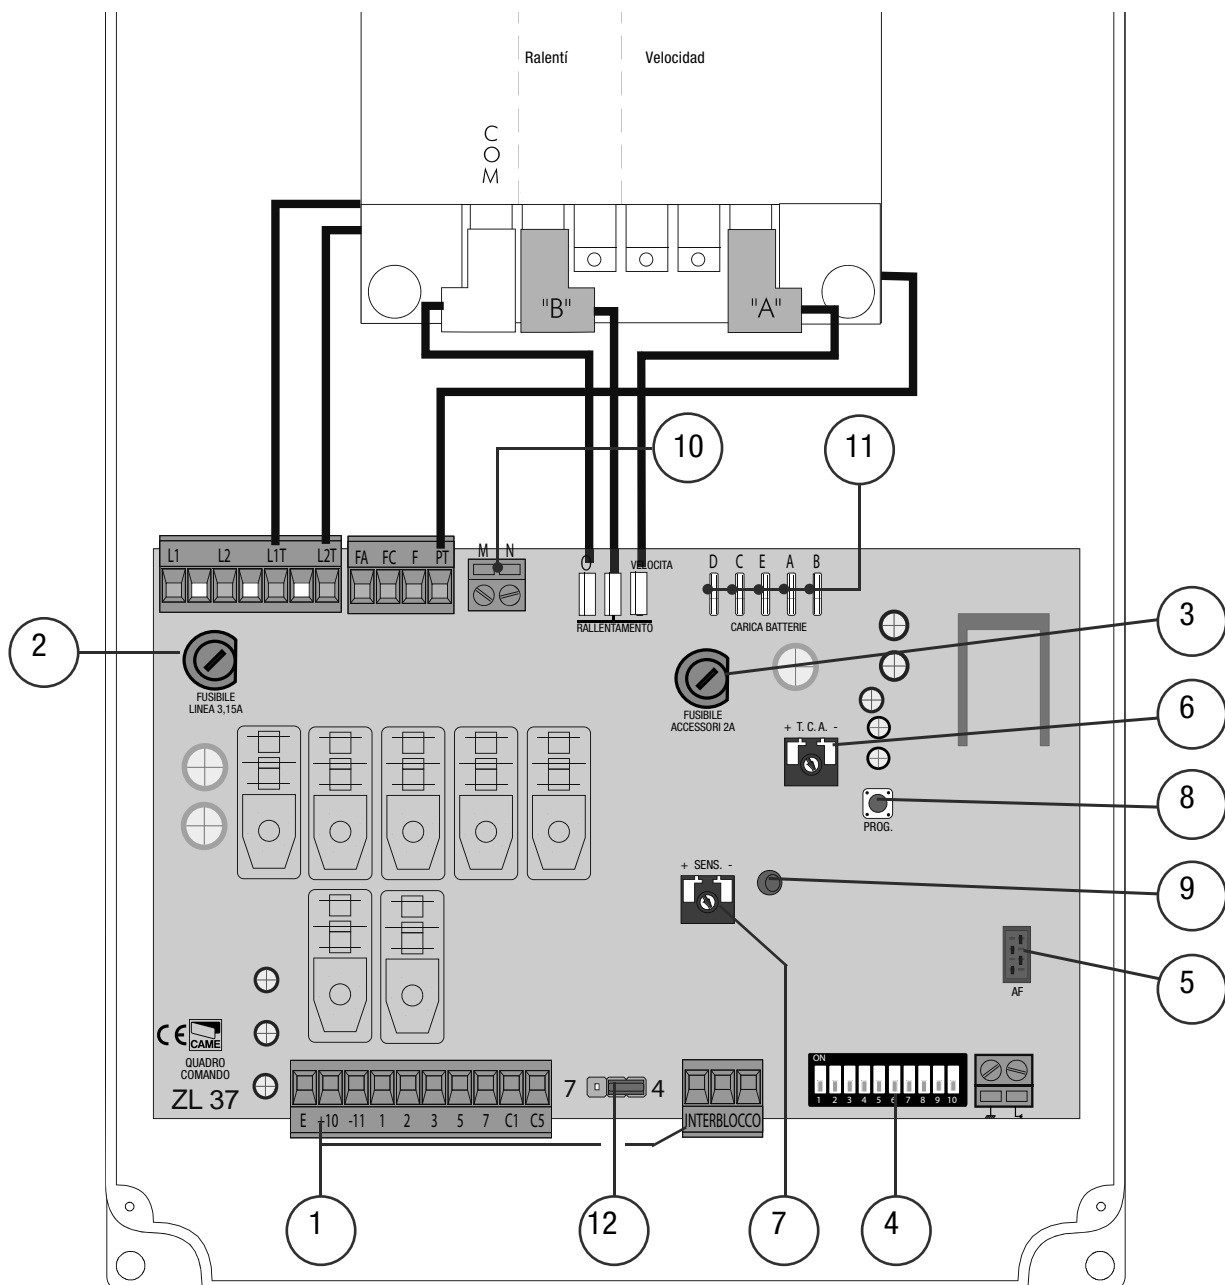 Ralentí
Velocidad
C
O
M
"B"
"A"
10
11
L1 L2 L1T L2T
FA FC F PT
M N
O
VELOCITA
RALLENTAMENTO
D C E A B
CARICA BATTERIE
2
3
FUSIBILE
LINEA 3,15A
FUSIBILE
ACCESSORI 2A
+ T. C. A. -
6
PROG.
8
+ SENS. -
9
AF
5
CE
CAME
QUADRO
COMANDO
ZL 37
E +10 -11 1 2 3 5 7 C1 C5
7
4
INTERBLOCCO
ON
1 2 3 4 5 6 7 8 9 10
1
12
7
4